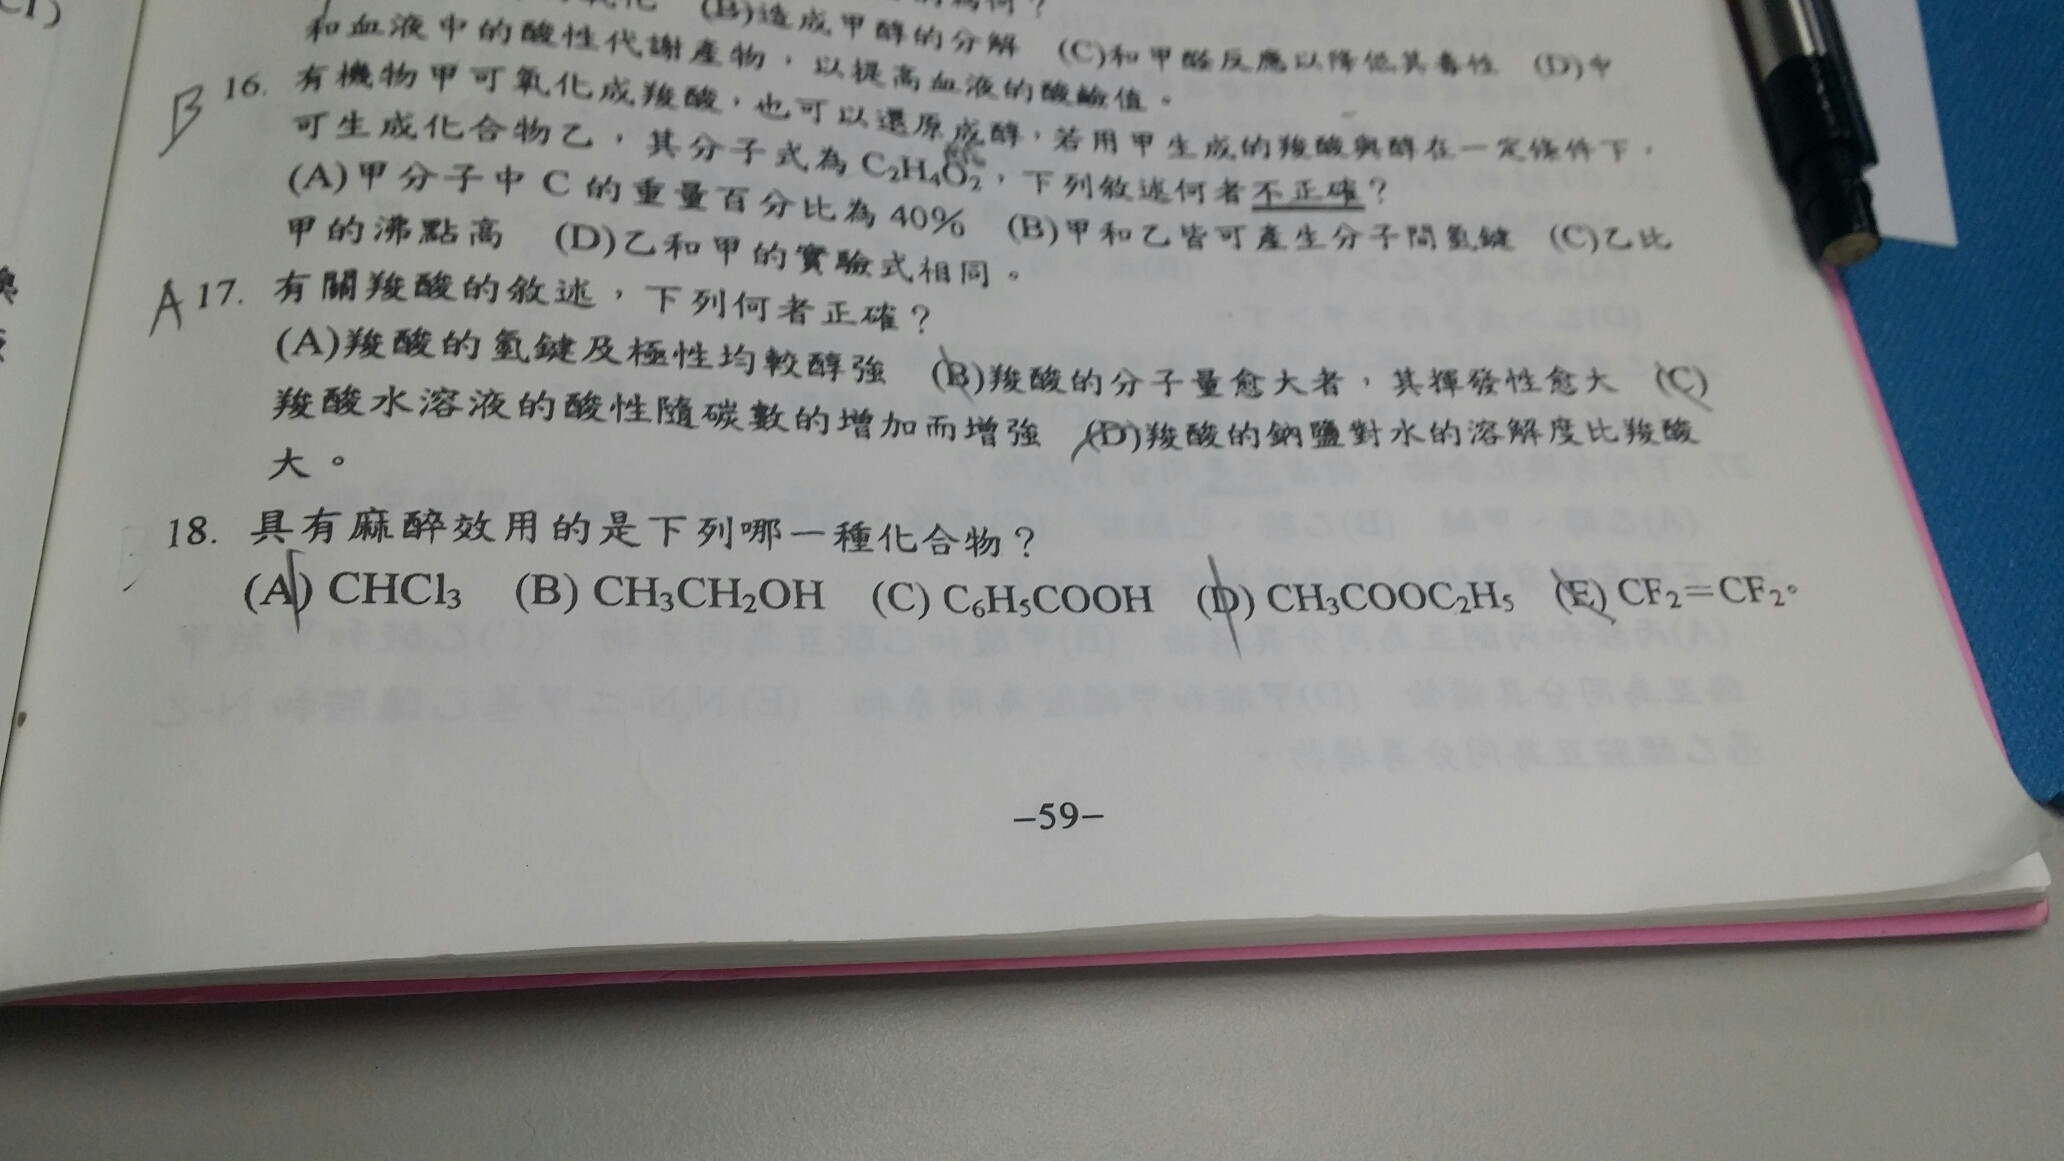 (B)造成甲醇的分解 (C)和甲醛反應以降低其毒性 (D)中
和血液中的酸性代謝產物，以提高血液的酸鹼值。
B 16. 有機物甲可氧化成羧酸，也可以還原成醇，若用甲生成的羧酸與醇在一定條件下，
可生成化合物乙，其分子式為 C₂H₄O₂，下列敘述何者不正確？
(A)甲分子中 C 的重量百分比為 40% (B)甲和乙皆可產生分子間氫鍵 (C)乙比
甲的沸點高 (D)乙和甲的實驗式相同。
A 17. 有關羧酸的敘述，下列何者正確？
(A)羧酸的氫鍵及極性均較醇強 (B)羧酸的分子量愈大者，其揮發性愈大 (C)
羧酸水溶液的酸性隨碳數的增加而增強 (D)羧酸的鈉鹽對水的溶解度比羧酸
大。
B 18. 具有麻醉效用的是下列哪一種化合物？
(A) CHCl₃ (B) CH₃CH₂OH (C) C₆H₅COOH (D) CH₃COOC₂H₅ (E) CF₂=CF₂。
–59–